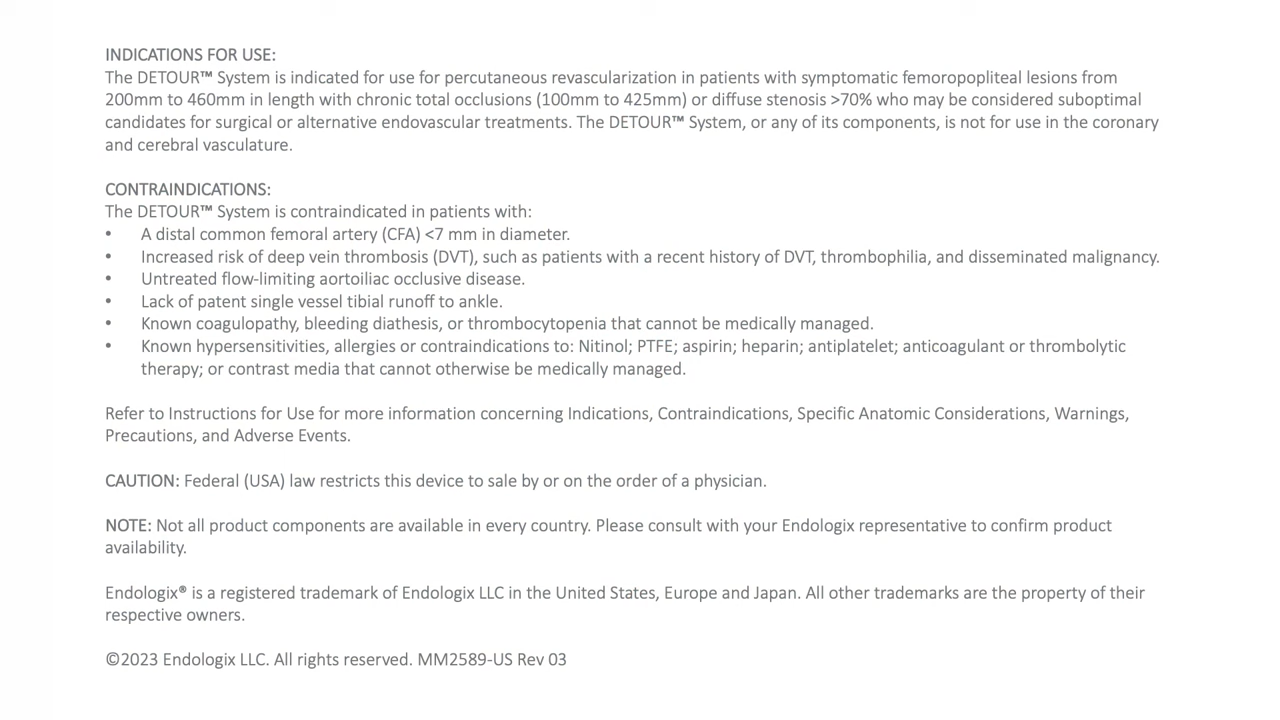 INDICATIONS FOR USE:
The DETOUR™ System is indicated for use for percutaneous revascularization in patients with symptomatic femoropopliteal lesions from
200mm to 460mm in length with chronic total occlusions (100mm to 425mm) or diffuse stenosis >70% who may be considered suboptimal
candidates for surgical or alternative endovascular treatments. The DETOUR™ System, or any of its components, is not for use in the coronary
and cerebral vasculature.
CONTRAINDICATIONS:
The DETOUR™ System is contraindicated in patients with:
• A distal common femoral artery (CFA) <7 mm in diameter.
• Increased risk of deep vein thrombosis (DVT), such as patients with a recent history of DVT, thrombophilia, and disseminated malignancy.
• Untreated flow-limiting aortoiliac occlusive disease.
• Lack of patent single vessel tibial runoff to ankle.
• Known coagulopathy, bleeding diathesis, or thrombocytopenia that cannot be medically managed.
• Known hypersensitivities, allergies or contraindications to: Nitinol; PTFE; aspirin; heparin; antiplatelet; anticoagulant or thrombolytic
therapy; or contrast media that cannot otherwise be medically managed.
Refer to Instructions for Use for more information concerning Indications, Contraindications, Specific Anatomic Considerations, Warnings,
Precautions, and Adverse Events.
CAUTION: Federal (USA) law restricts this device to sale by or on the order of a physician.
NOTE: Not all product components are available in every country. Please consult with your Endologix representative to confirm product
availability.
Endologix® is a registered trademark of Endologix LLC in the United States, Europe and Japan. All other trademarks are the property of their
respective owners.
©2023 Endologix LLC. All rights reserved. MM2589-US Rev 03